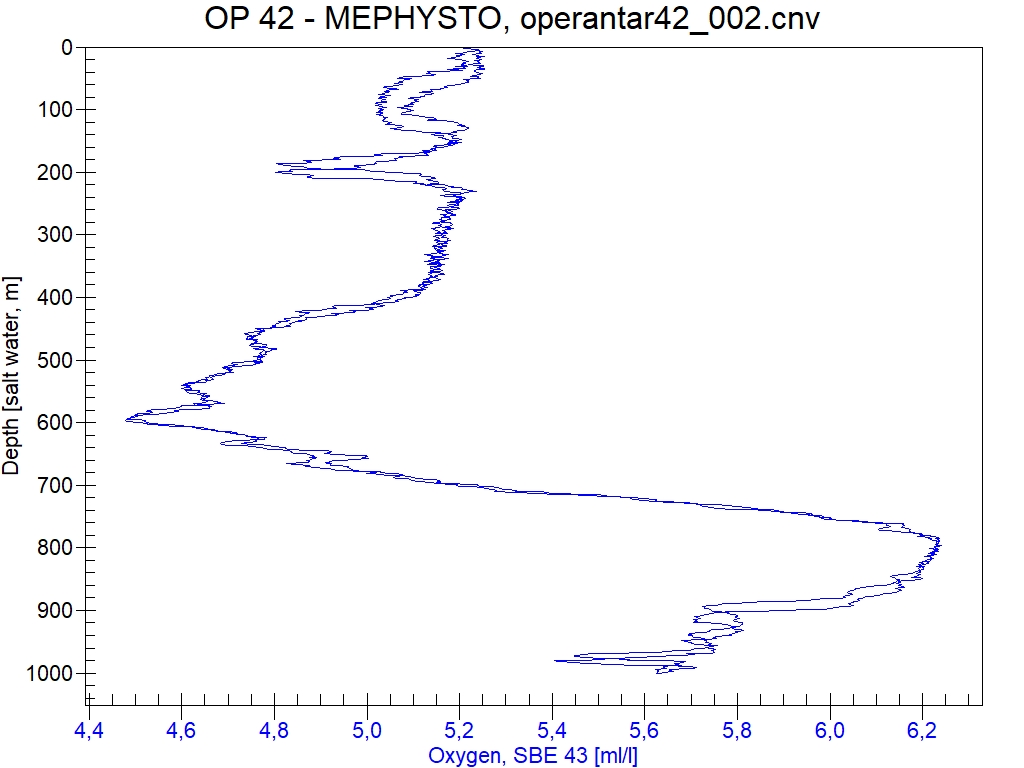 OP 42 - MEPHYSTO, operantar42_002.cnv
0
100
200
300
400
500
600
700
800
900
1000
Depth [salt water, m]
4,4 4,6 4,8 5,0 5,2 5,4 5,6 5,8 6,0 6,2
Oxygen, SBE 43 [ml/l]